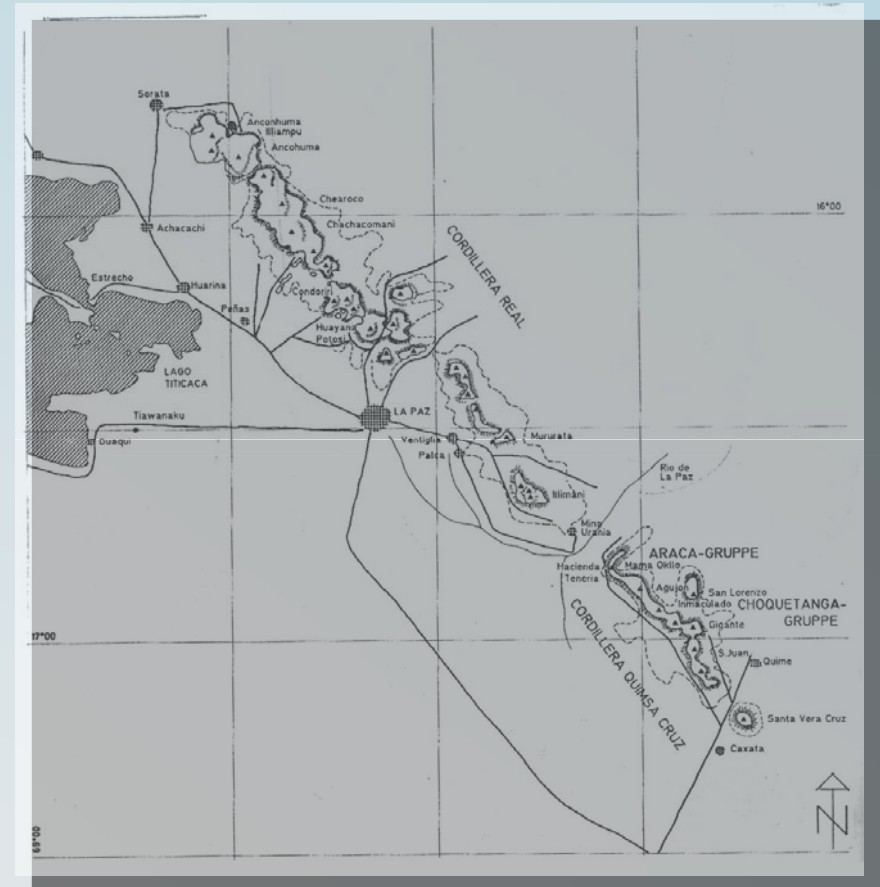 Sorata
Anconhuma
Illiampu
Ancohuma
Chearoco
16°00
Chachacomani
Achacachi
CORDILLERA REAL
Estrecho
Huarina
Condoriri
Peñas
Huayana
Potosi
LAGO
TITICACA
LA PAZ
Tiawanaku
Guaqui
Ventiglia
Mururata
Palca
Rio de
La Paz
Illimani
Mina
Urania
ARACA-GRUPPE
Hacienda
Teneria
Mama Okllo
Agujon
San Lorenzo
Inmaculado
CHOQUETANGA-
GRUPPE
Gigante
17°00
CORDILLERA QUIMSA CRUZ
S.Juan
Quime
Santa Vera Cruz
Caxata
N
69°00